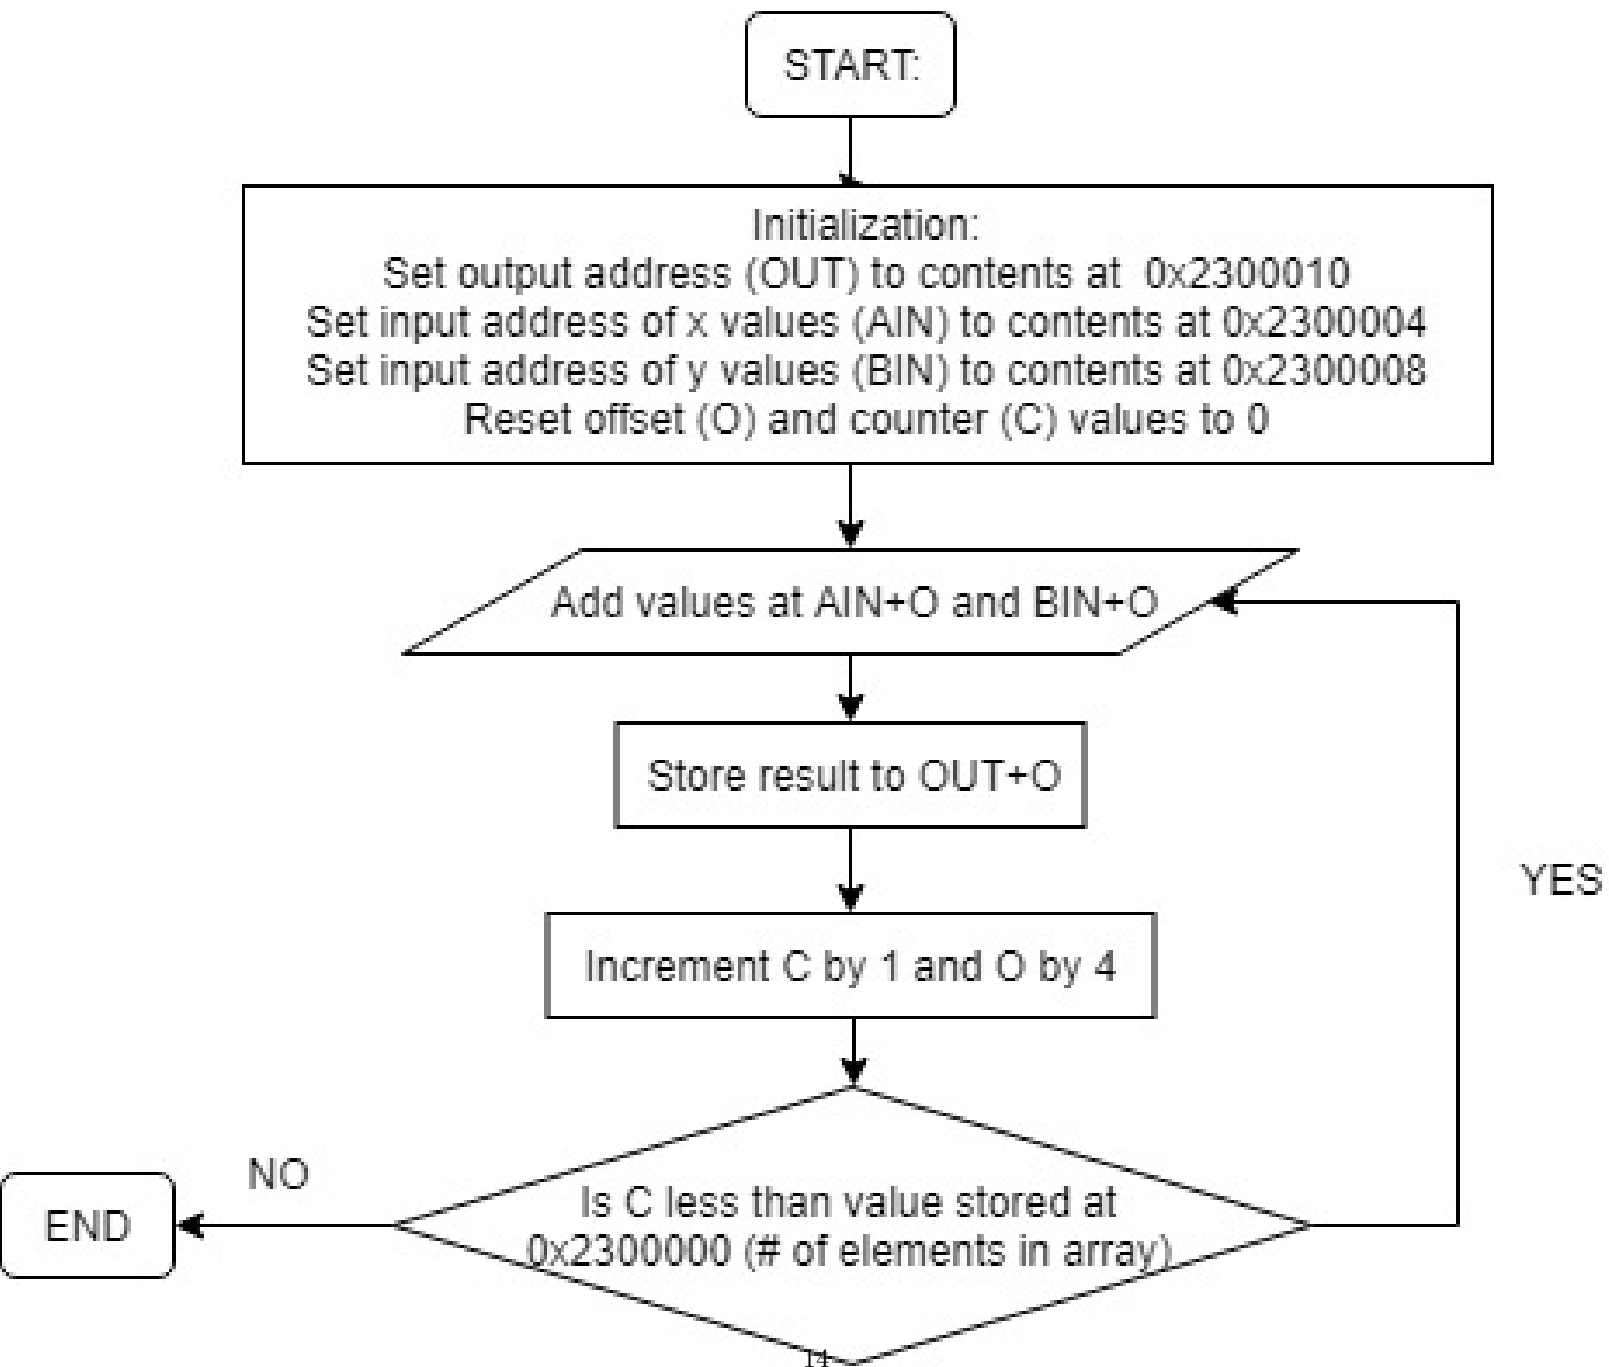 START:
Initialization:
Set output address (OUT) to contents at 0x2300010
Set input address of x values (AIN) to contents at 0x2300004
Set input address of y values (BIN) to contents at 0x2300008
Reset offset (O) and counter (C) values to 0
Add values at AIN+O and BIN+O
Store result to OUT+O
YES
Increment C by 1 and O by 4
NO
Is C less than value stored at
0x2300000 (# of elements in array)
END
14